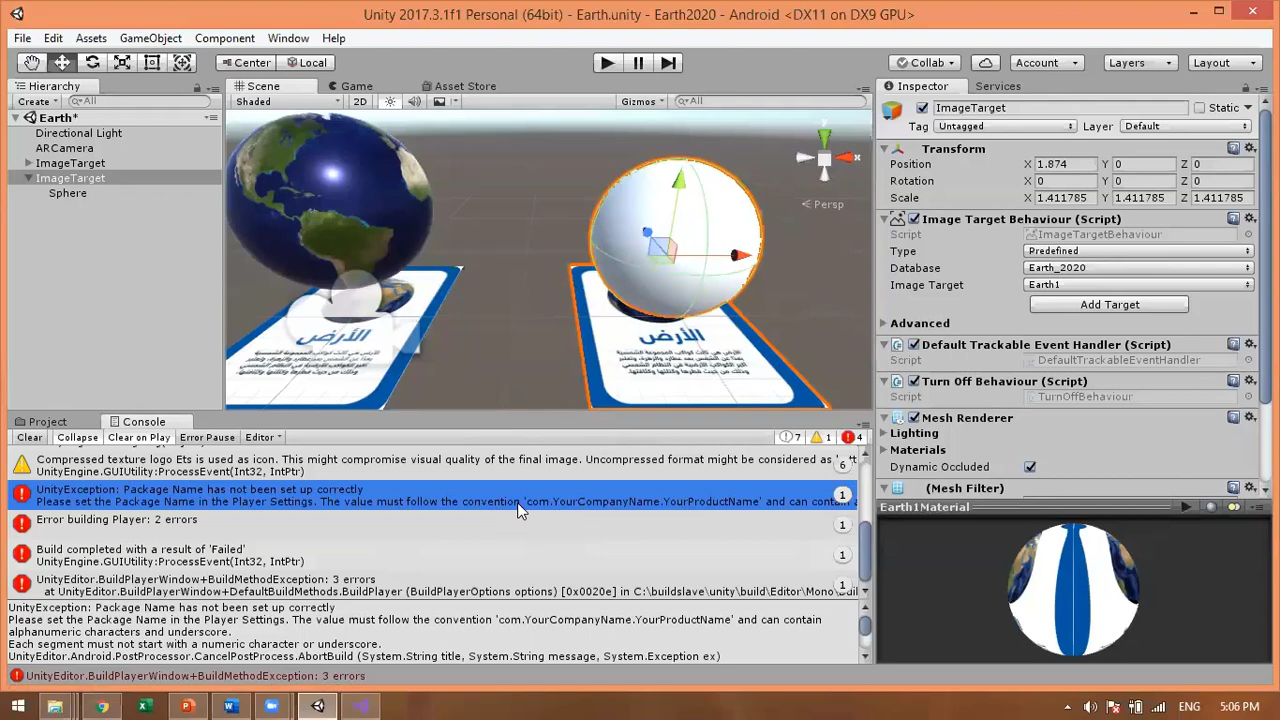 Unity 2017.3.1f1 Personal (64bit) - Earth.unity - Earth2020 - Android <DX11 on DX9 GPU>
File Edit Assets GameObject Component Window Help
Center Local Collab Account Layers Layout
Hierarchy Scene Game Asset Store Inspector Services
Create All Shaded 2D Gizmos All ImageTarget Static
Earth*
Tag Untagged Layer Default
Directional Light
ARCamera
ImageTarget
ImageTarget
Sphere
Persp
Transform
Position X 1.874 Y 0 Z 0
Rotation X 0 Y 0 Z 0
Scale X 1.411785 Y 1.411785 Z 1.411785
Image Target Behaviour (Script)
Script ImageTargetBehaviour
Type Predefined
Database Earth_2020
Image Target Earth1
Add Target
Advanced
Default Trackable Event Handler (Script)
Script DefaultTrackableEventHandler
Turn Off Behaviour (Script)
Script TurnOffBehaviour
Mesh Renderer
Lighting
Materials
Dynamic Occluded
(Mesh Filter)
Earth1Material
الأرض
الأرض
Project Console
Clear Collapse Clear on Play Error Pause Editor 7 1 4
Compressed texture logo Ets is used as icon. This might compromise visual quality of the final image. Uncompressed format might be considered as
UnityEngine.GUIUtility:ProcessEvent(Int32, IntPtr) 6
UnityException: Package Name has not been set up correctly
Please set the Package Name in the Player Settings. The value must follow the convention 'com.YourCompanyName.YourProductName' and can contain 1
Error building Player: 2 errors 1
Build completed with a result of 'Failed'
UnityEngine.GUIUtility:ProcessEvent(Int32, IntPtr) 1
UnityEditor.BuildPlayerWindow+BuildMethodException: 3 errors
at UnityEditor.BuildPlayerWindow+DefaultBuildMethods.BuildPlayer (BuildPlayerOptions options) [0x0020e] in C:\buildslave\unity\build\Editor\Mono\ 1
UnityException: Package Name has not been set up correctly
Please set the Package Name in the Player Settings. The value must follow the convention 'com.YourCompanyName.YourProductName' and can contain
alphanumeric characters and underscore.
Each segment must not start with a numeric character or underscore.
UnityEditor.Android.PostProcessor.CancelPostProcess.AbortBuild (System.String title, System.String message, System.Exception ex)
UnityEditor.BuildPlayerWindow+BuildMethodException: 3 errors
ENG 5:06 PM